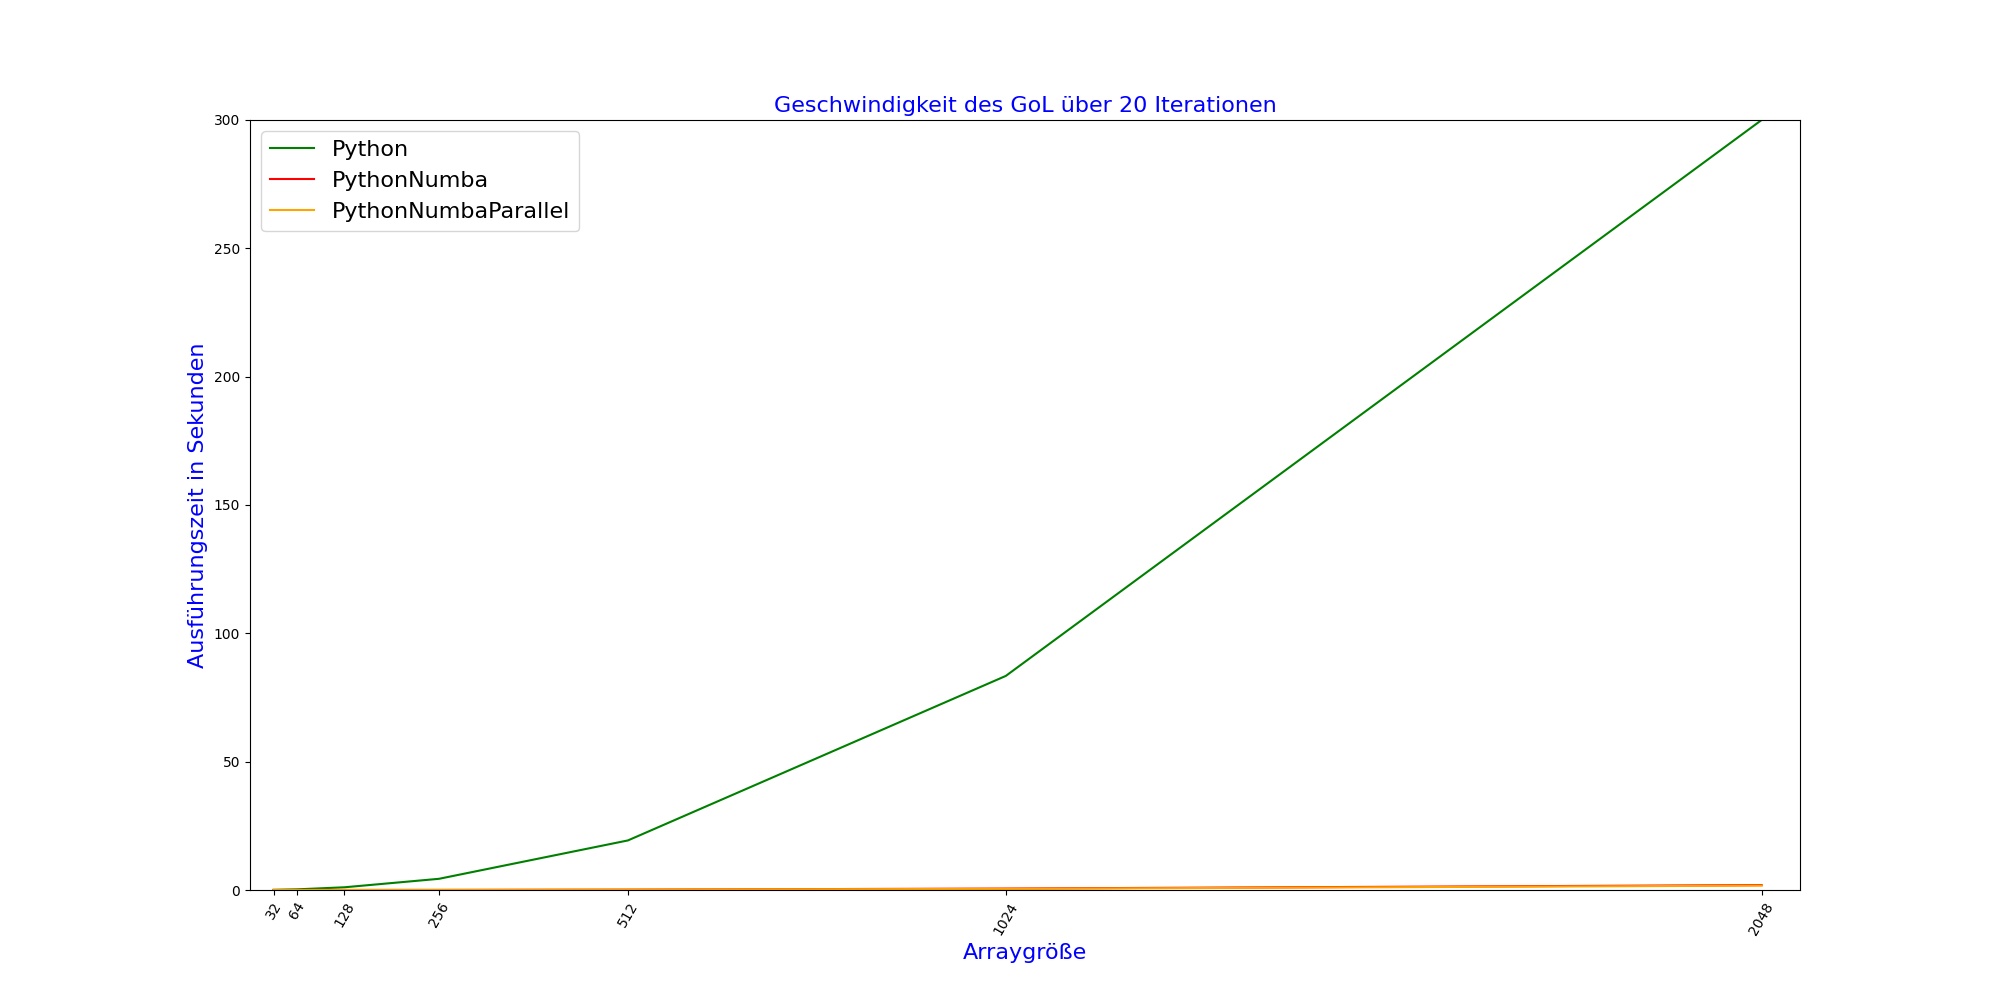 Geschwindigkeit des GoL über 20 Iterationen
Python
PythonNumba
PythonNumbaParallel
300
250
200
150
100
50
0
Ausführungszeit in Sekunden
32
64
128
256
512
1024
2048
Arraygröße